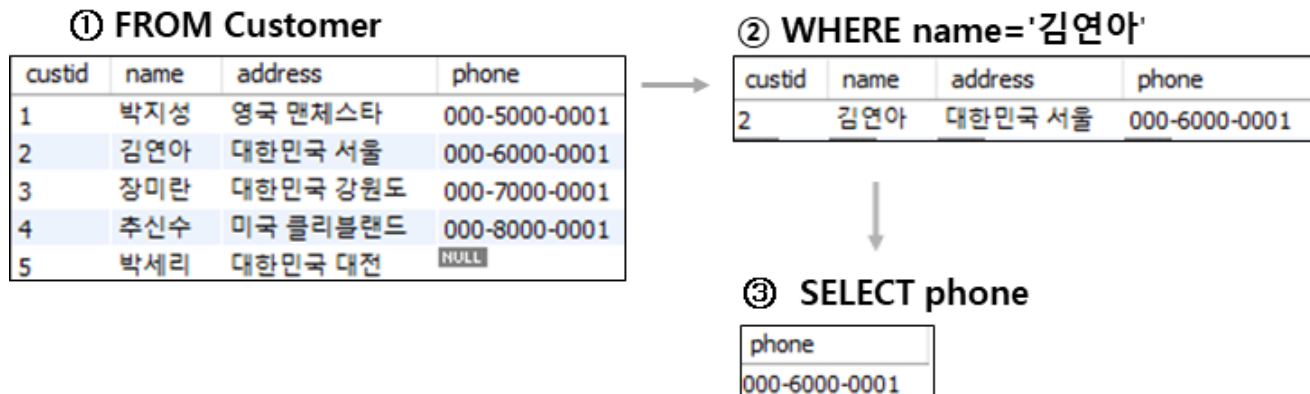 ① FROM Customer
custid name address phone
1 박지성 영국 맨체스타 000-5000-0001
2 김연아 대한민국 서울 000-6000-0001
3 장미란 대한민국 강원도 000-7000-0001
4 추신수 미국 클리블랜드 000-8000-0001
5 박세리 대한민국 대전 NULL
② WHERE name='김연아'
custid name address phone
2 김연아 대한민국 서울 000-6000-0001
③ SELECT phone
phone
000-6000-0001